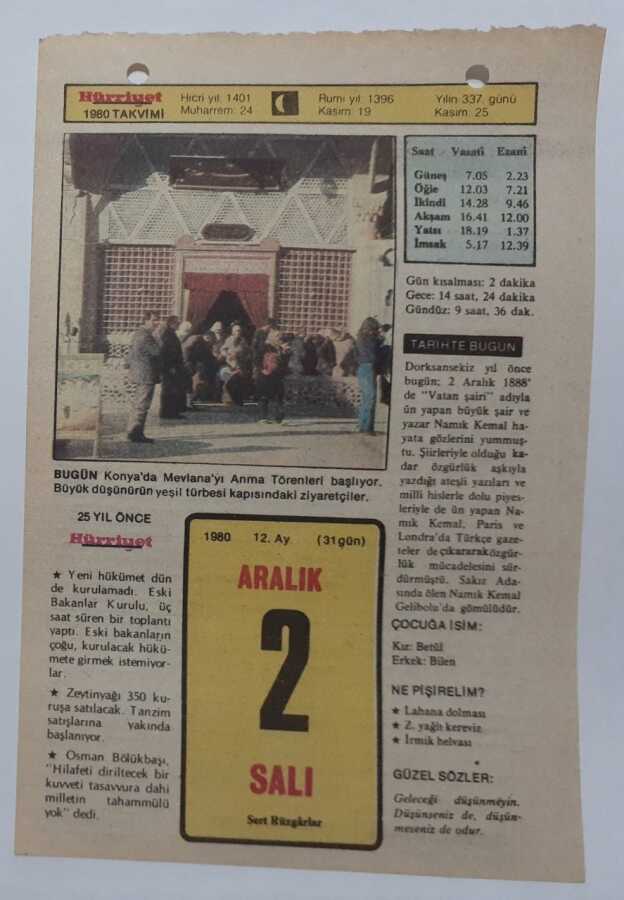 Hürriyet
1980 TAKVİMİ
Hicri yıl: 1401
Muharrem: 24
Rumi yıl: 1396
Kasım: 19
Yılın 337. günü
Kasım: 25
Saat Vasatî Ezanî
Güneş 7.05 2.23
Öğle 12.03 7.21
İkindi 14.28 9.46
Akşam 16.41 12.00
Yatsı 18.19 1.37
İmsak 5.17 12.39
Gün kısalması: 2 dakika
Gece: 14 saat, 24 dakika
Gündüz: 9 saat, 36 dak.
TARİHTE BUGÜN
Dorksansekiz yıl önce
bugün; 2 Aralık 1888'
de "Vatan şairi" adıyla
ün yapan büyük şair ve
yazar Namık Kemal ha-
yata gözlerini yummuş-
tu. Şiirleriyle olduğu ka-
dar özgürlük aşkıyla
yazdığı ateşli yazıları ve
milli hislerle dolu piyes-
leriyle de ün yapan Na-
mık Kemal, Paris ve
Londra'da Türkçe gaze-
teler de çıkararak özgür-
lük mücadelesini sür-
dürmüştü. Sakız Ada-
sında ölen Namık Kemal
Gelibolu'da gömülüdür.
ÇOCUĞA İSİM:
Kız: Betül
Erkek: Bilen
NE PİŞİRELİM?
★ Lahana dolması
★ Z. yağlı kereviz
★ İrmik helvası
GÜZEL SÖZLER:
Geleceği düşünmeyin.
Düşünseniz de, düşün-
meseniz de odur.
BUGÜN Konya'da Mevlana'yı Anma Törenleri başlıyor.
Büyük düşünürün yeşil türbesi kapısındaki ziyaretçiler.
25 YIL ÖNCE
Hürriyet
★ Yeni hükümet dün
de kurulamadı. Eski
Bakanlar Kurulu, üç
saat süren bir toplantı
yaptı. Eski bakanların
çoğu, kurulacak hükü-
mete girmek istemiyor-
lar.
★ Zeytinyağı 350 ku-
ruşa satılacak. Tanzim
satışlarına yakında
başlanıyor.
★ Osman Bölükbaşı,
"Hilafeti diriltecek bir
kuvveti tasavvura dahi
milletin tahammülü
yok" dedi.
1980 12. Ay (31 gün)
ARALIK
2
SALI
Sert Rüzgârlar